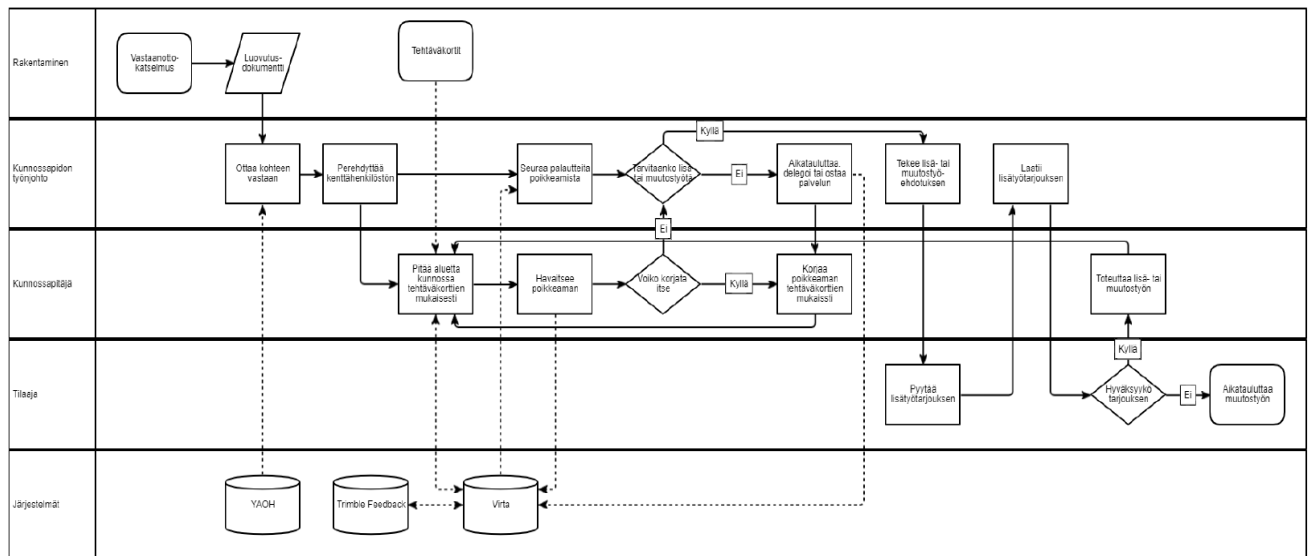 Rakentaminen
Vastaanotto-
katselmus
Luovutus-
dokumentti
Tehtäväkortit
Kunnossapidon
työnjohto
Ottaa kohteen
vastaan
Perehdyttää
kenttähenkilöstön
Seuraa palautteita
poikkeamista
Tarvitaanko lisä
tai muutostyötä
Kyllä
Ei
Aikatauluttaa,
delegoi tai ostaa
palvelun
Tekee lisä- tai
muutostyö-
ehdotuksen
Laatii
lisätyötarjouksen
Kunnossapitäjä
Pitää aluetta
kunnossa
tehtäväkorttien
mukaisesti
Havaitsee
poikkeaman
Ei
Voiko korjata
itse
Kyllä
Korjaa
poikkeaman
tehtäväkorttien
mukaissti
Toteuttaa lisä- tai
muutostyön
Tilaaja
Pyytää
lisätyötarjouksen
Kyllä
Hyväksyykö
tarjouksen
Ei
Aikatauluttaa
muutostyön
Järjestelmät
YAOH
Trimble Feedback
Virta